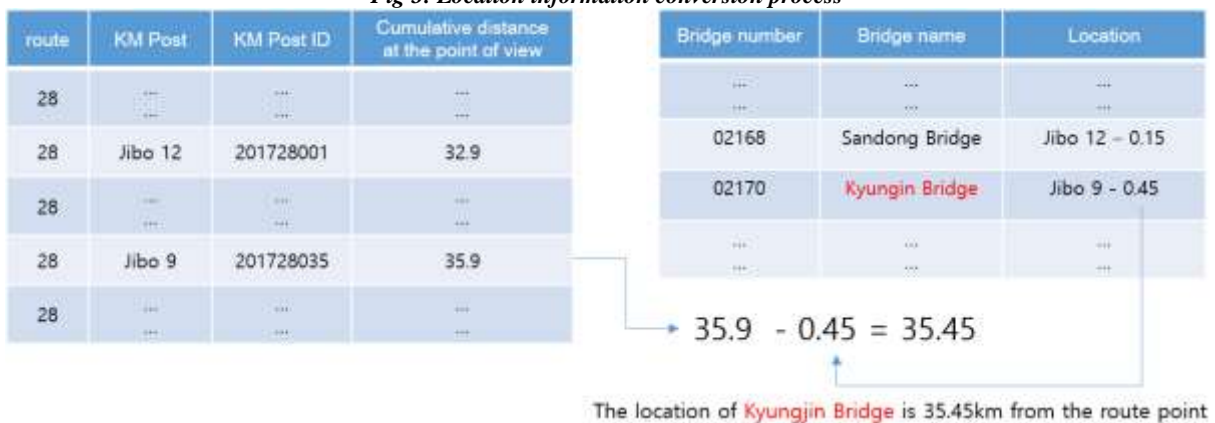 Fig 3: Location information conversion process
route KM Post KM Post ID Cumulative distance
at the point of view
28 ... ... ...
... ... ...
28 Jibo 12 201728001 32.9
28 ... ... ...
... ... ...
28 Jibo 9 201728035 35.9
28 ... ... ...
... ... ...
Bridge number Bridge name Location
... ... ...
... ... ...
02168 Sandong Bridge Jibo 12 – 0.15
02170 Kyungin Bridge Jibo 9 - 0.45
... ... ...
... ... ...
35.9 - 0.45 = 35.45
The location of Kyungjin Bridge is 35.45km from the route point